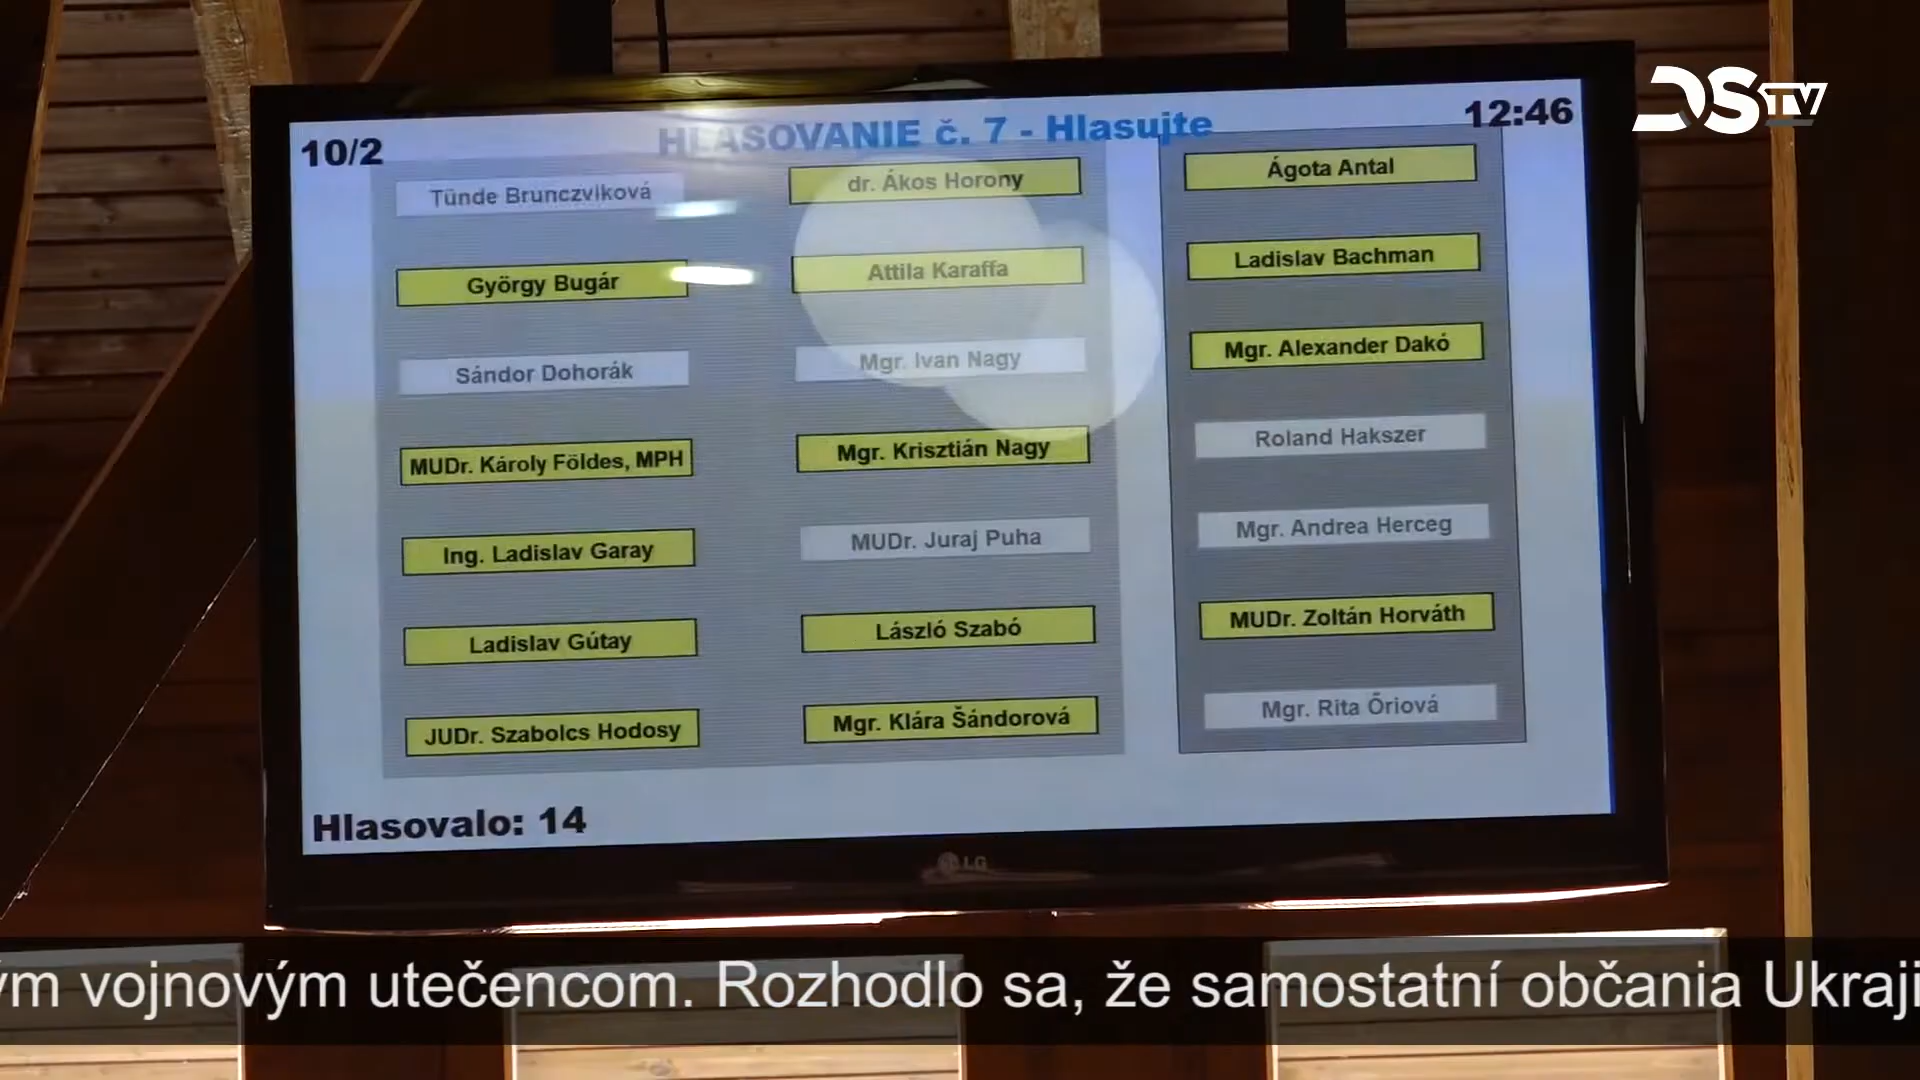 DSTV
10/2
HLASOVANIE č. 7 - Hlasujte
12:46
Tünde Brunczviková
György Bugár
Sándor Dohorák
MUDr. Károly Földes, MPH
Ing. Ladislav Garay
Ladislav Gútay
JUDr. Szabolcs Hodosy
dr. Ákos Horony
Attila Karaffa
Mgr. Ivan Nagy
Mgr. Krisztián Nagy
MUDr. Juraj Puha
László Szabó
Mgr. Klára Šándorová
Ágota Antal
Ladislav Bachman
Mgr. Alexander Dakó
Roland Hakszer
Mgr. Andrea Herceg
MUDr. Zoltán Horváth
Mgr. Rita Őriová
Hlasovalo: 14
LG
ým vojnovým utečencom. Rozhodlo sa, že samostatní občania Ukraji